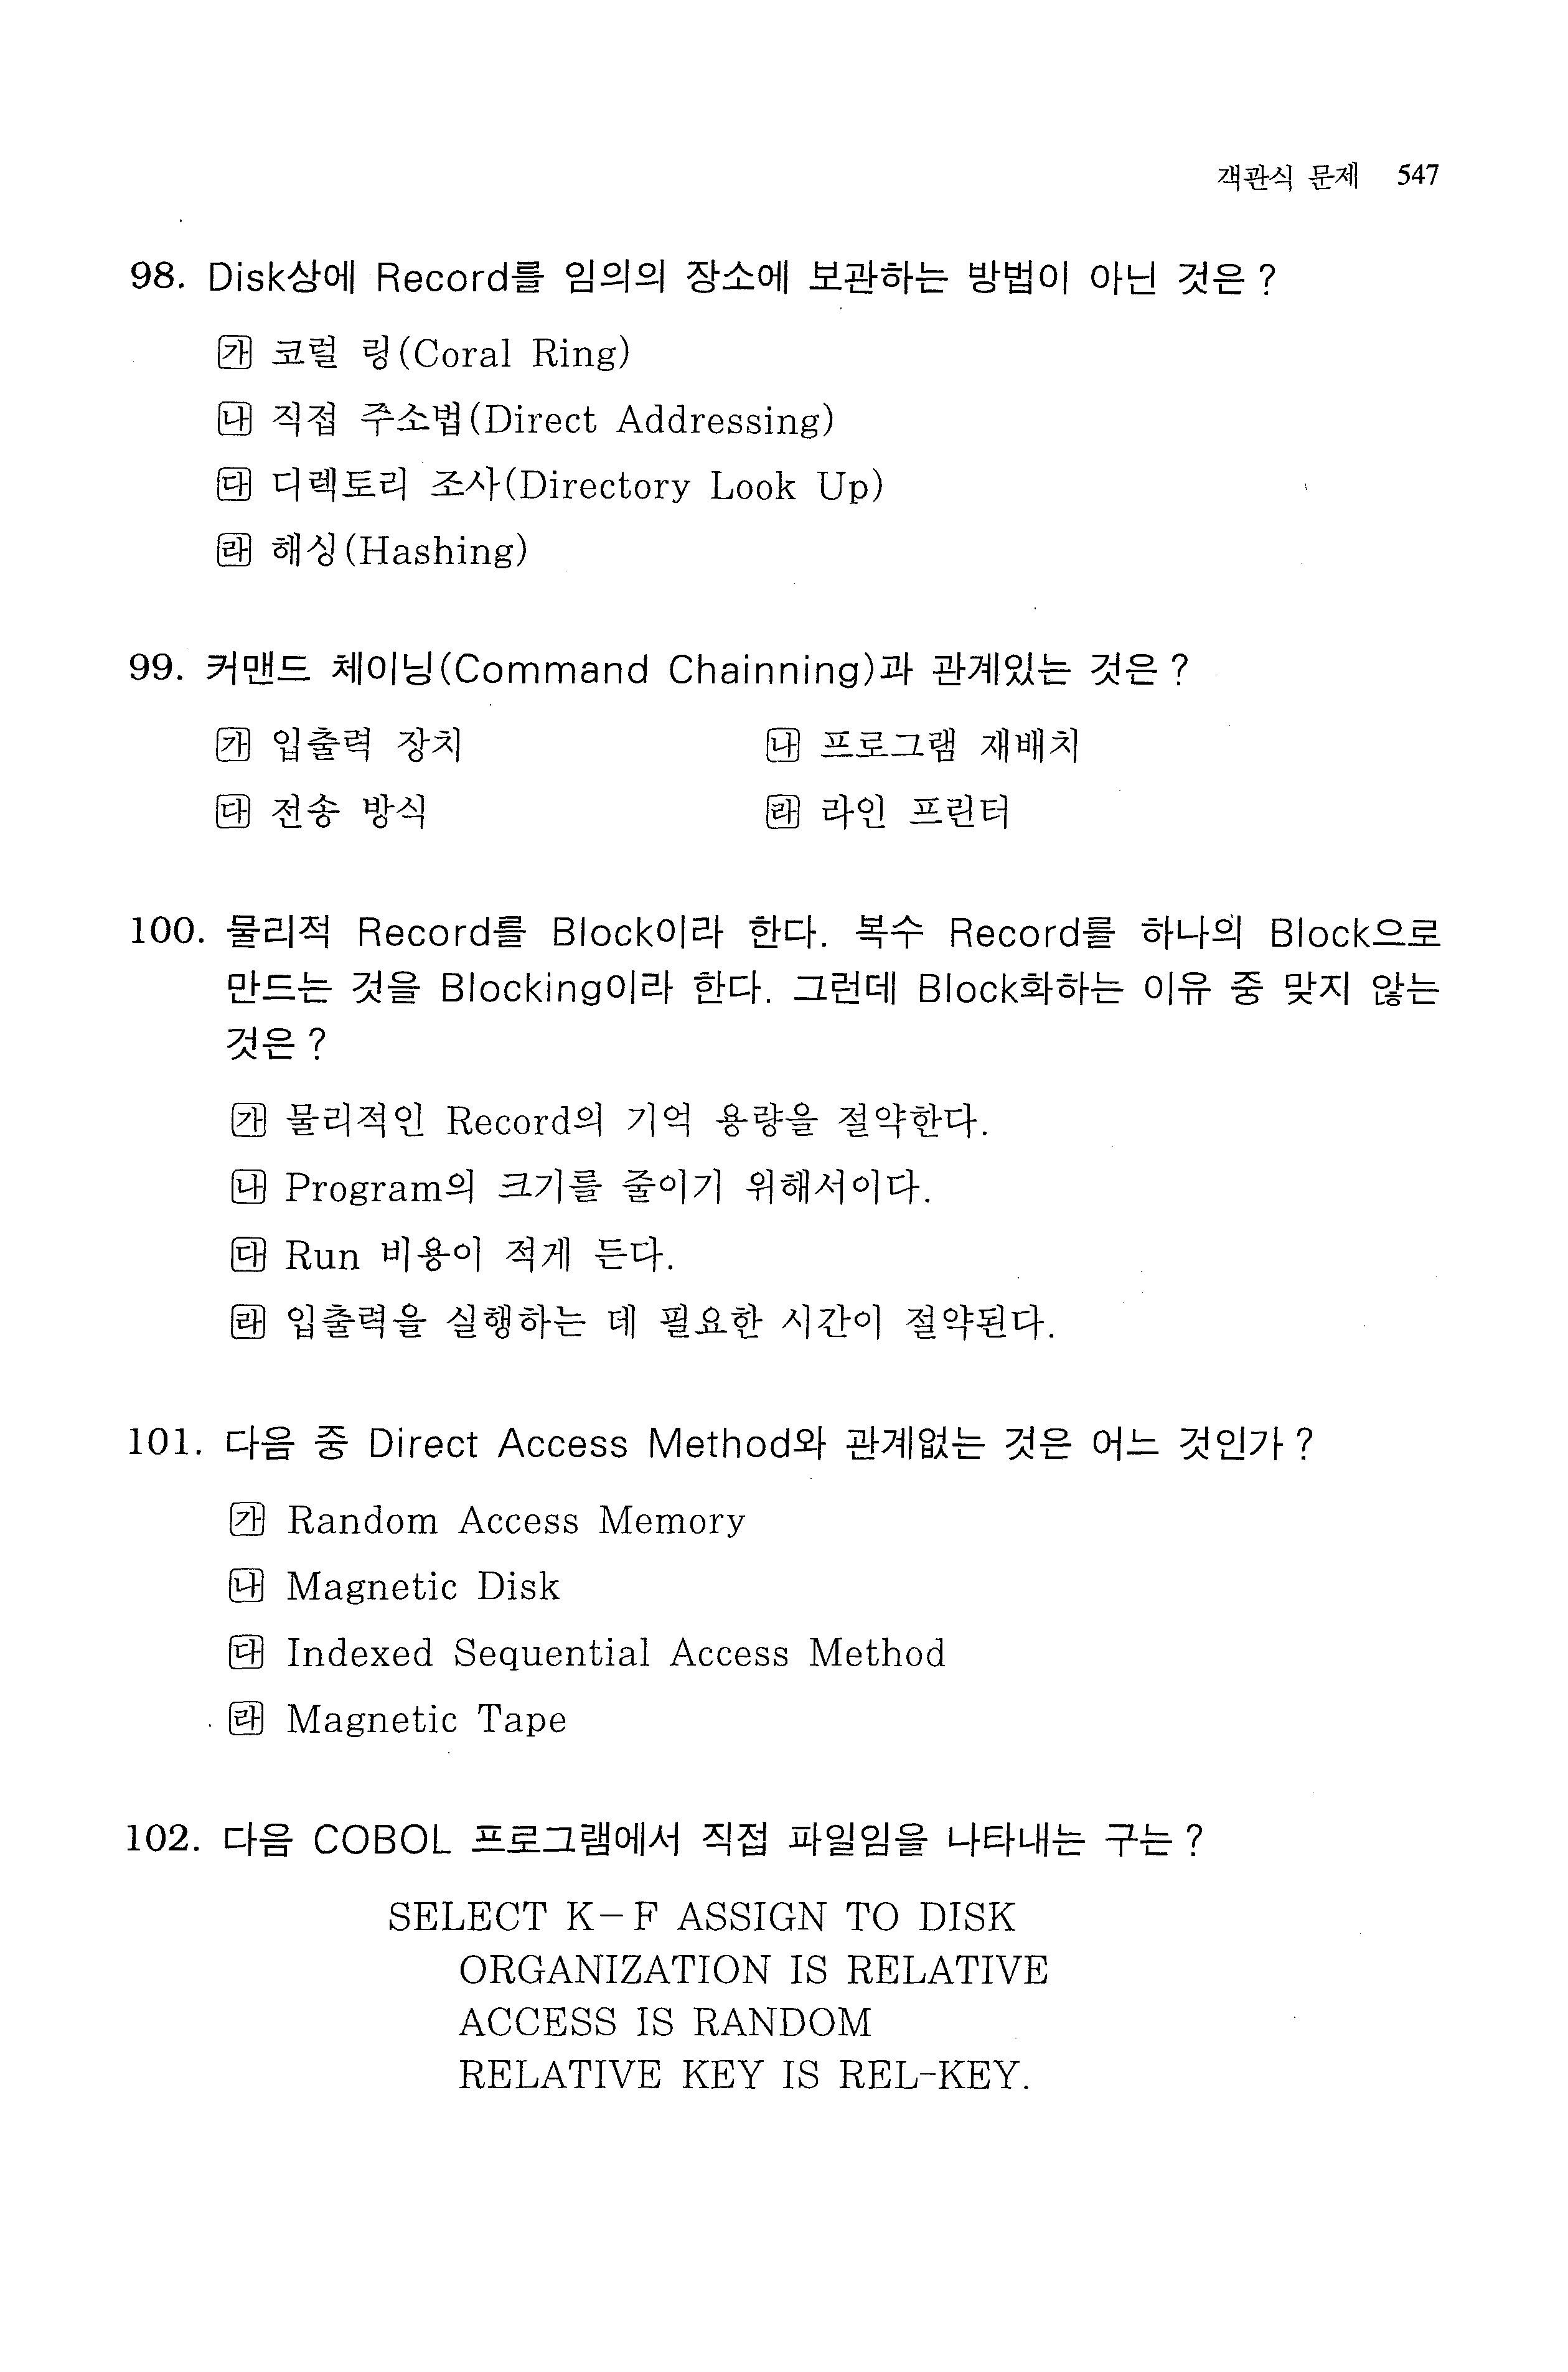 객관식 문제 547
98. Disk상에 Record를 임의의 장소에 보관하는 방법이 아닌 것은?
㉮ 코럴 링(Coral Ring)
㉯ 직접 주소법(Direct Addressing)
㉰ 디렉토리 조사(Directory Look Up)
㉱ 해싱(Hashing)
99. 커맨드 체이닝(Command Chainning)과 관계있는 것은?
㉮ 입출력 장치 ㉯ 프로그램 재배치
㉰ 전송 방식 ㉱ 라인 프린터
100. 물리적 Record를 Block이라 한다. 복수 Record를 하나의 Block으로
만드는 것을 Blocking이라 한다. 그런데 Block화하는 이유 중 맞지 않는
것은?
㉮ 물리적인 Record의 기억 용량을 절약한다.
㉯ Program의 크기를 줄이기 위해서이다.
㉰ Run 비용이 적게 든다.
㉱ 입출력을 실행하는 데 필요한 시간이 절약된다.
101. 다음 중 Direct Access Method와 관계없는 것은 어느 것인가?
㉮ Random Access Memory
㉯ Magnetic Disk
㉰ Indexed Sequential Access Method
㉱ Magnetic Tape
102. 다음 COBOL 프로그램에서 직접 파일임을 나타내는 구는?
SELECT K－F ASSIGN TO DISK
ORGANIZATION IS RELATIVE
ACCESS IS RANDOM
RELATIVE KEY IS REL-KEY.